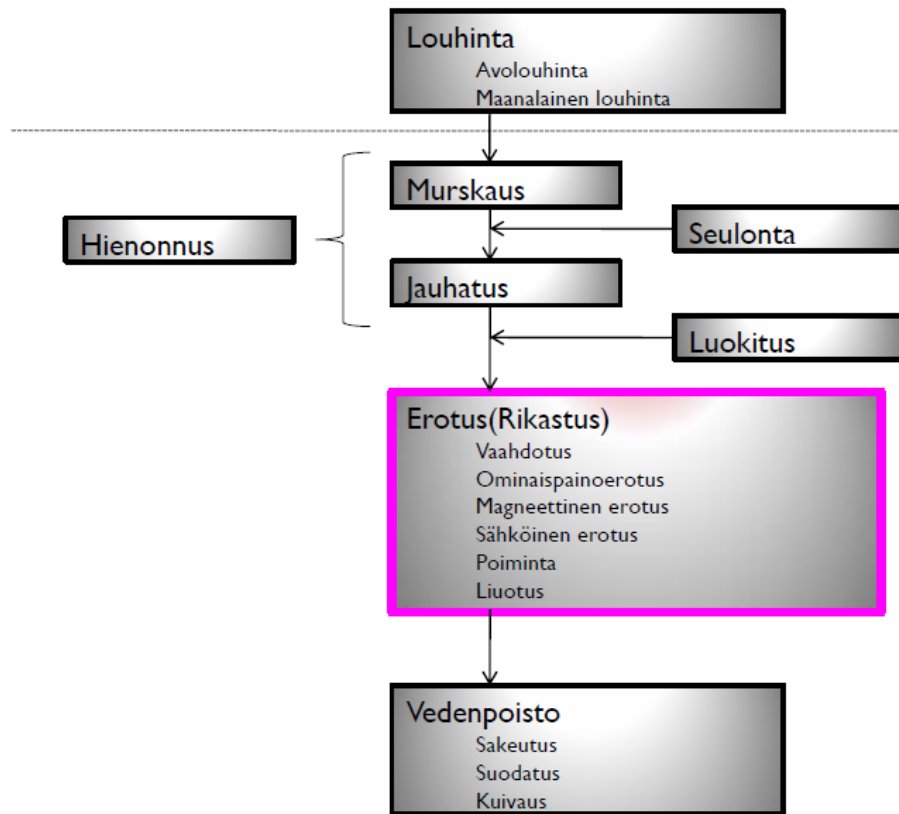 Louhinta
Avolouhinta
Maanalainen louhinta
Murskaus
Hienonnus
Seulonta
Jauhatus
Luokitus
Erotus(Rikastus)
Vaahdotus
Ominaispainoerotus
Magneettinen erotus
Sähköinen erotus
Poiminta
Liuotus
Vedenpoisto
Sakeutus
Suodatus
Kuivaus